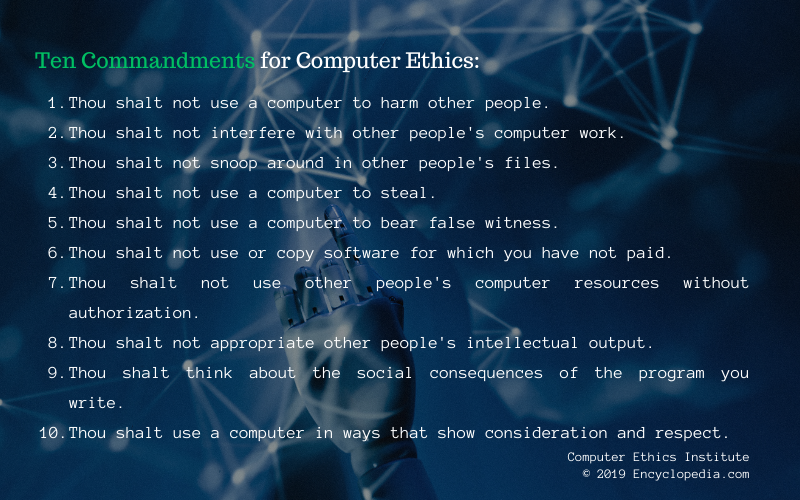 Ten Commandments for Computer Ethics:
1. Thou shalt not use a computer to harm other people.
2. Thou shalt not interfere with other people's computer work.
3. Thou shalt not snoop around in other people's files.
4. Thou shalt not use a computer to steal.
5. Thou shalt not use a computer to bear false witness.
6. Thou shalt not use or copy software for which you have not paid.
7. Thou shalt not use other people's computer resources without
authorization.
8. Thou shalt not appropriate other people's intellectual output.
9. Thou shalt think about the social consequences of the program you
write.
10. Thou shalt use a computer in ways that show consideration and respect.
Computer Ethics Institute
© 2019 Encyclopedia.com